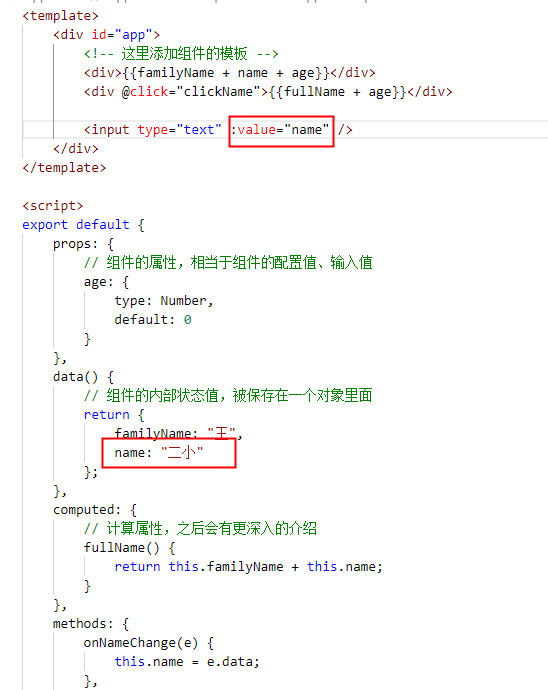 <template>
<div id="app">
<!-- 这里添加组件的模板 -->
<div>{{familyName + name + age}}</div>
<div @click="clickName">{{fullName + age}}</div>
<input type="text" :value="name" />
</div>
</template>
<script>
export default {
props: {
// 组件的属性，相当于组件的配置值、输入值
age: {
type: Number,
default: 0
}
},
data() {
// 组件的内部状态值，被保存在一个对象里面
return {
familyName: "王",
name: "二小"
};
},
computed: {
// 计算属性，之后会有更深入的介绍
fullName() {
return this.familyName + this.name;
}
},
methods: {
onNameChange(e) {
this.name = e.data;
},